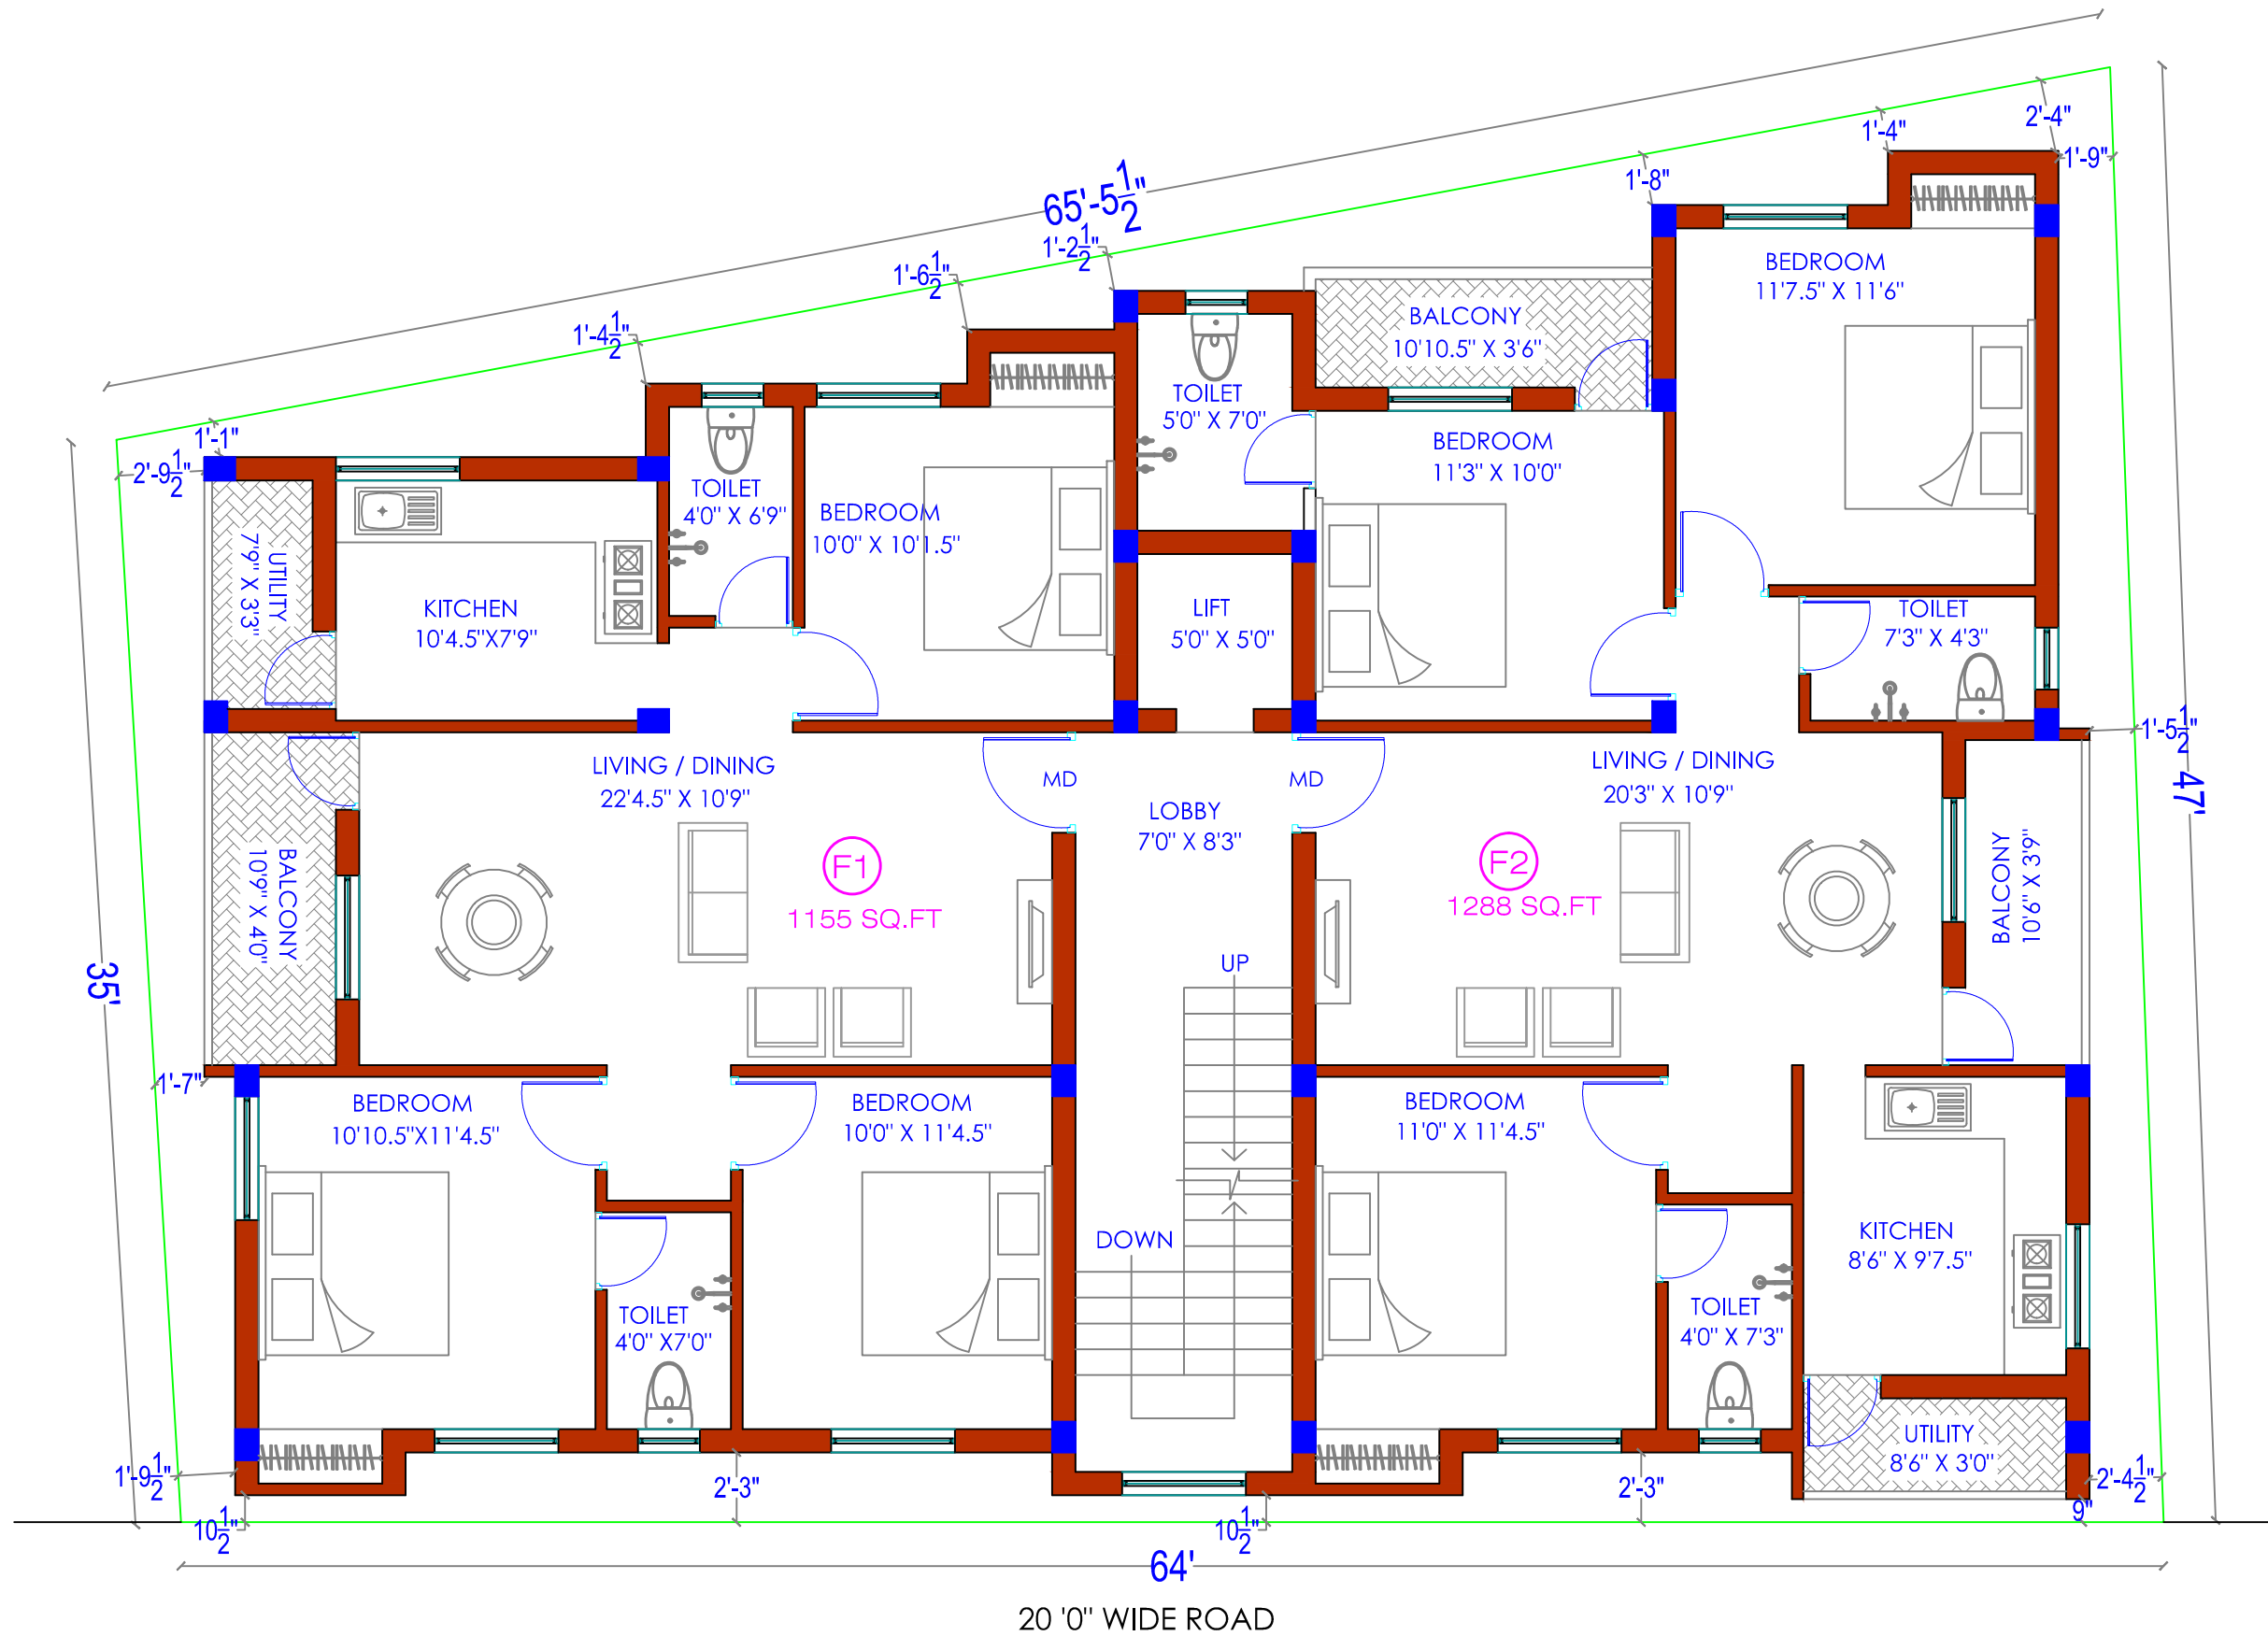 2'-4"
1'-4"
1'-9"
1'-8"
65'-5 1/2"
1'-2 1/2"
1'-6 1/2"
1'-4 1/2"
1'-1"
2'-9 1/2"
BEDROOM
11'7.5" X 11'6"
BALCONY
10'10.5" X 3'6"
TOILET
5'0" X 7'0"
BEDROOM
11'3" X 10'0"
TOILET
4'0" X 6'9"
BEDROOM
10'0" X 10'1.5"
UTILITY
7'9" X 3'3"
KITCHEN
10'4.5"X7'9"
LIFT
5'0" X 5'0"
TOILET
7'3" X 4'3"
1'-5 1/2"
47'
LIVING / DINING
22'4.5" X 10'9"
MD
MD
LOBBY
7'0" X 8'3"
LIVING / DINING
20'3" X 10'9"
BALCONY
10'9" X 4'0"
F1
1155 SQ.FT
F2
1288 SQ.FT
BALCONY
10'6" X 3'9"
35'
UP
1'-7"
BEDROOM
10'10.5"X11'4.5"
BEDROOM
10'0" X 11'4.5"
BEDROOM
11'0" X 11'4.5"
DOWN
KITCHEN
8'6" X 9'7.5"
TOILET
4'0" X7'0"
TOILET
4'0" X 7'3"
UTILITY
8'6" X 3'0"
1'-9 1/2"
2'-3"
2'-3"
2'-4 1/2"
9"
10 1/2"
10 1/2"
64'
20 '0" WIDE ROAD